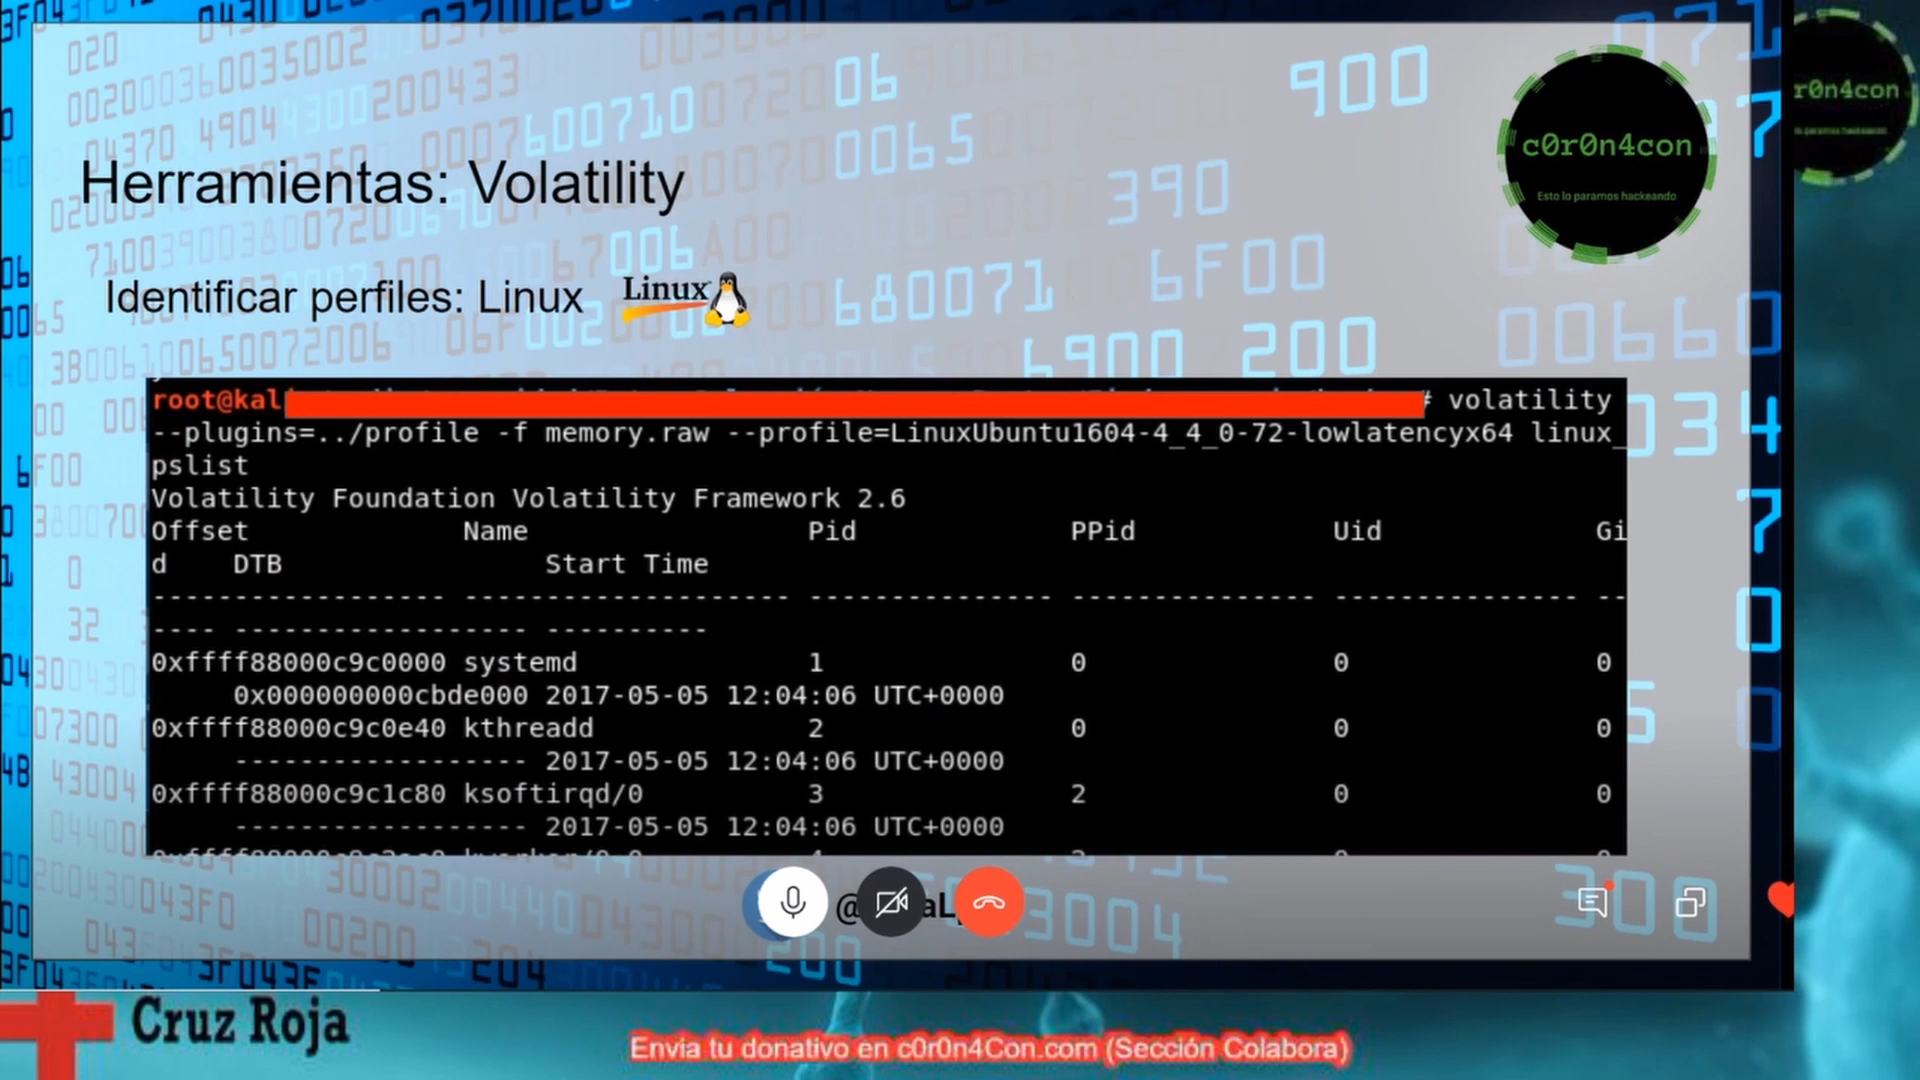 c0r0n4con
Esto lo paramos hackeando
r0n4con
Herramientas: Volatility
Identificar perfiles: Linux
Linux
root@kal # volatility
--plugins=../profile -f memory.raw --profile=LinuxUbuntu1604-4_4_0-72-lowlatencyx64 linux_
pslist
Volatility Foundation Volatility Framework 2.6
Offset Name Pid PPid Uid Gi
d DTB Start Time
------------------ -------------------- --------------- --------------- --------------- --
---- ------------------ ----------
0xffff88000c9c0000 systemd 1 0 0 0
0x000000000cbde000 2017-05-05 12:04:06 UTC+0000
0xffff88000c9c0e40 kthreadd 2 0 0 0
------------------ 2017-05-05 12:04:06 UTC+0000
0xffff88000c9c1c80 ksoftirqd/0 3 2 0 0
------------------ 2017-05-05 12:04:06 UTC+0000
Cruz Roja
Envia tu donativo en c0r0n4Con.com (Sección Colabora)